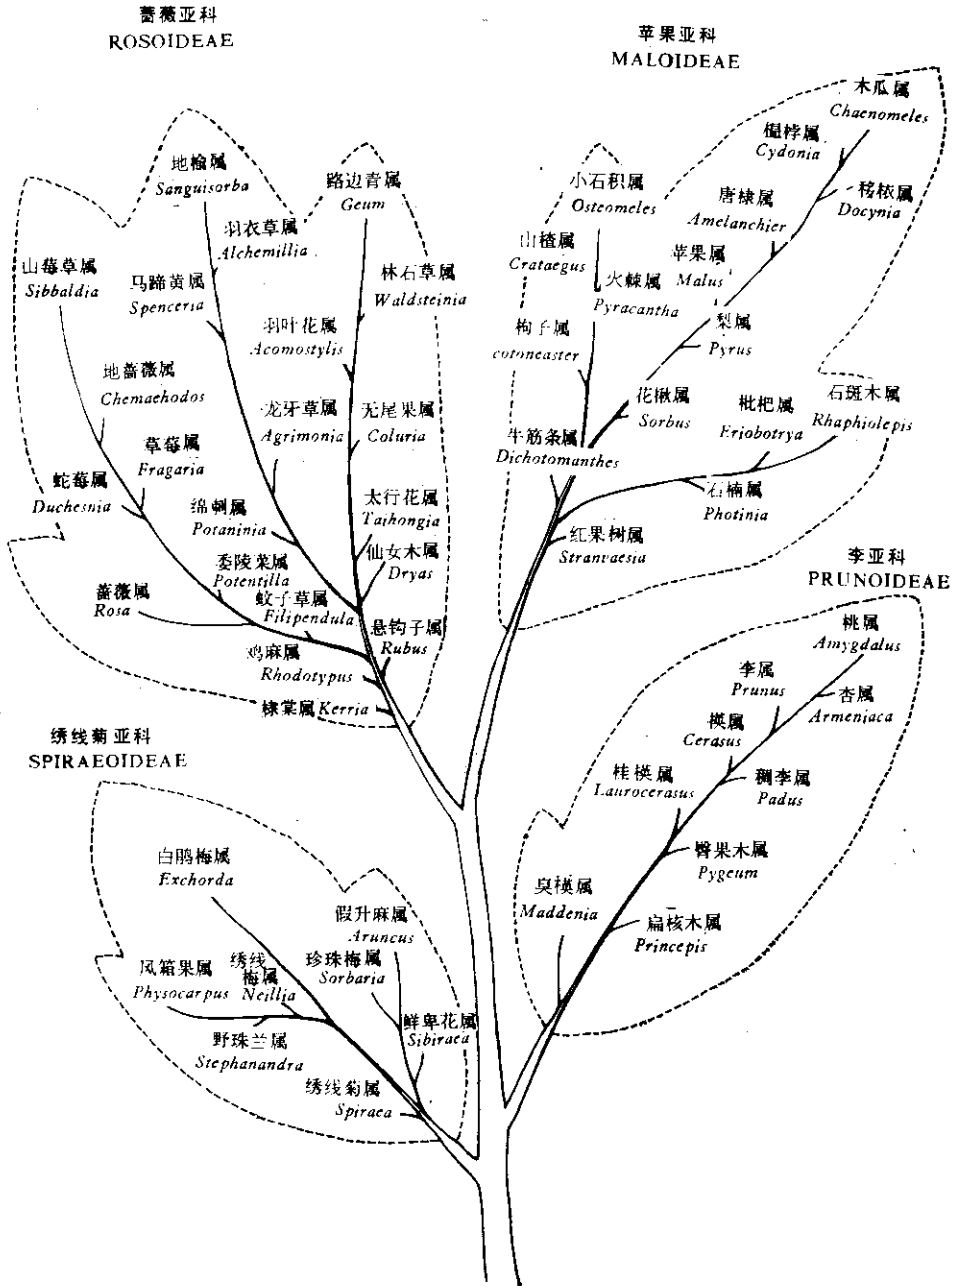 蔷薇亚科
ROSOIDEAE
地榆属
Sanguisorba
路边青属
Geum
羽衣草属
Alchemillia
山莓草属
Sibbaldia
马蹄黄属
Spenceria
林石草属
Waldsteinia
羽叶花属
Acomostylis
地蔷薇属
Chemaehodos
龙牙草属
Agrimonia
无尾果属
Coluria
草莓属
Fragaria
蛇莓属
Duchesnia
绵刺属
Potaninia
太行花属
Taihongia
仙女木属
Dryas
委陵菜属
Potentilla
蔷薇属
Rosa
蚊子草属
Filipendula
悬钩子属
Rubus
鸡麻属
Rhodotypus
棣棠属 Kerria
苹果亚科
MALOIDEAE
木瓜属
Chaenomeles
榅桲属
Cydonia
小石积属
Osteomeles
唐棣属
Amelanchier
移𣐿属
Docynia
山楂属
Crataegus
苹果属
Malus
火棘属
Pyracantha
栒子属
cotoneaster
梨属
Pyrus
花楸属
Sorbus
枇杷属
Eriobotrya
石斑木属
Rhaphiolepis
牛筋条属
Dichotomanthes
石楠属
Photinia
红果树属
Stranvaesia
李亚科
PRUNOIDEAE
桃属
Amygdalus
李属
Prunus
杏属
Armeniaca
樱属
Cerasus
桂樱属
Laurocerasus
稠李属
Padus
臀果木属
Pygeum
臭樱属
Maddenia
扁核木属
Princepis
绣线菊亚科
SPIRAEOIDEAE
白鹃梅属
Exchorda
假升麻属
Aruncus
珍珠梅属
Sorbaria
风箱果属
Physocarpus
绣线
梅属
Neillia
鲜卑花属
Sibiraea
野珠兰属
Stephanandra
绣线菊属
Spiraea